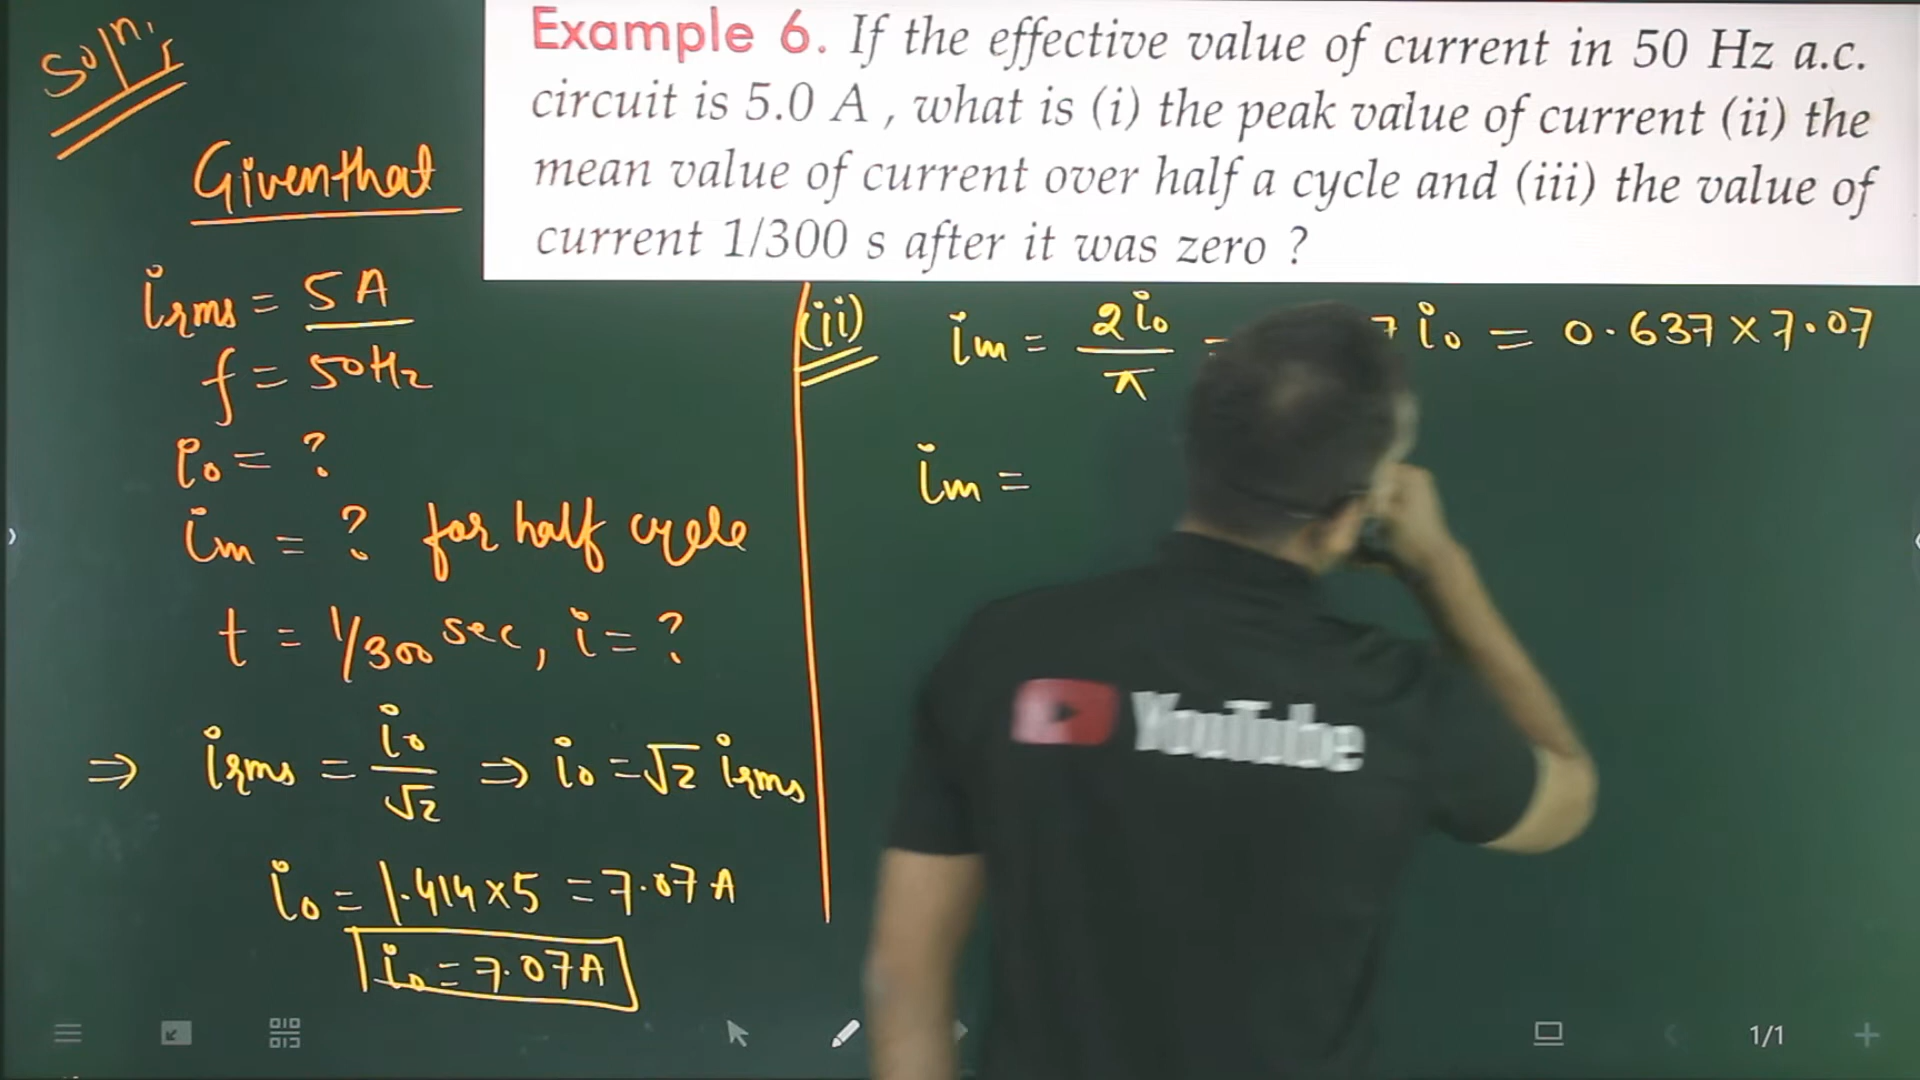 Soln.
Example 6. If the effective value of current in 50 Hz a.c.
circuit is 5.0 A , what is (i) the peak value of current (ii) the
mean value of current over half a cycle and (iii) the value of
current 1/300 s after it was zero ?
Given that
irms = 5A
f = 50Hz
i₀ = ?
im = ? for half cycle
t = 1/300 sec, i = ?
⇒ irms = i₀/√2 ⇒ i₀ = √2 irms
i₀ = 1.414 × 5 = 7.07 A
i₀ = 7.07A
(ii) im = 2i₀/π = 7 i₀ = 0.637 × 7.07
im =
YouTube
1/1